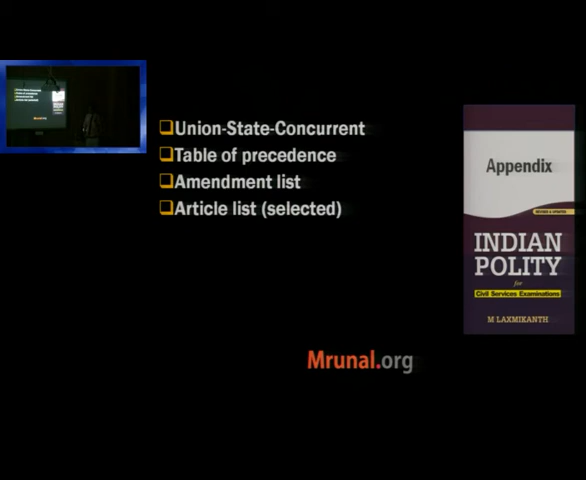 Union-State-Concurrent
Table of precedence
Amendment list
Article list (selected)
Appendix
REVISED & UPDATED
INDIAN
POLITY
for
Civil Services Examinations
M LAXMIKANTH
Mrunal.org